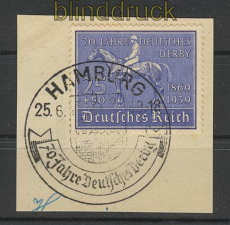 blinddruck
70 JAHRE DEUTSCHES
DERBY
25
+50
1869
1939
Deutsches Reich
HAMBURG
25.6.
70 Jahre Deutsches Derby